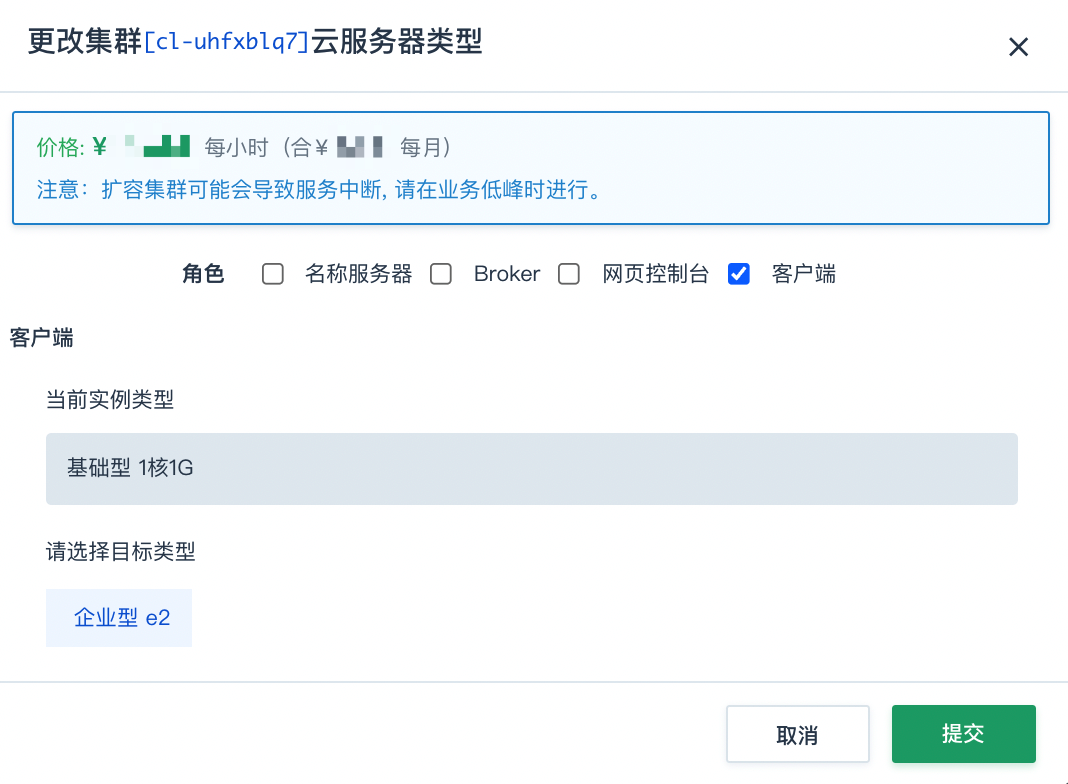 更改集群[cl-uhfxblq7]云服务器类型
价格: ¥ 每小时（合¥ 每月）
注意：扩容集群可能会导致服务中断, 请在业务低峰时进行。
角色 名称服务器 Broker 网页控制台 客户端
客户端
当前实例类型
基础型 1核1G
请选择目标类型
企业型 e2
取消 提交